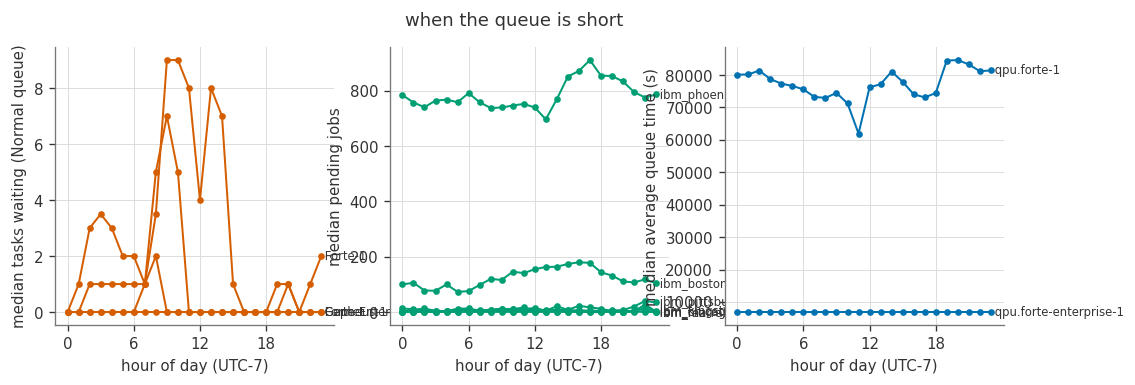 when the queue is short
median tasks waiting (Normal queue)
8
6
4
2
0
0
6
12
18
hour of day (UTC-7)
Forte-1
median pending jobs
800
600
400
200
0
0
6
12
18
hour of day (UTC-7)
ibm_phoen
ibm_boston
median average queue time (s)
80000
70000
60000
50000
40000
30000
20000
10000
0
6
12
18
hour of day (UTC-7)
qpu.forte-1
qpu.forte-enterprise-1